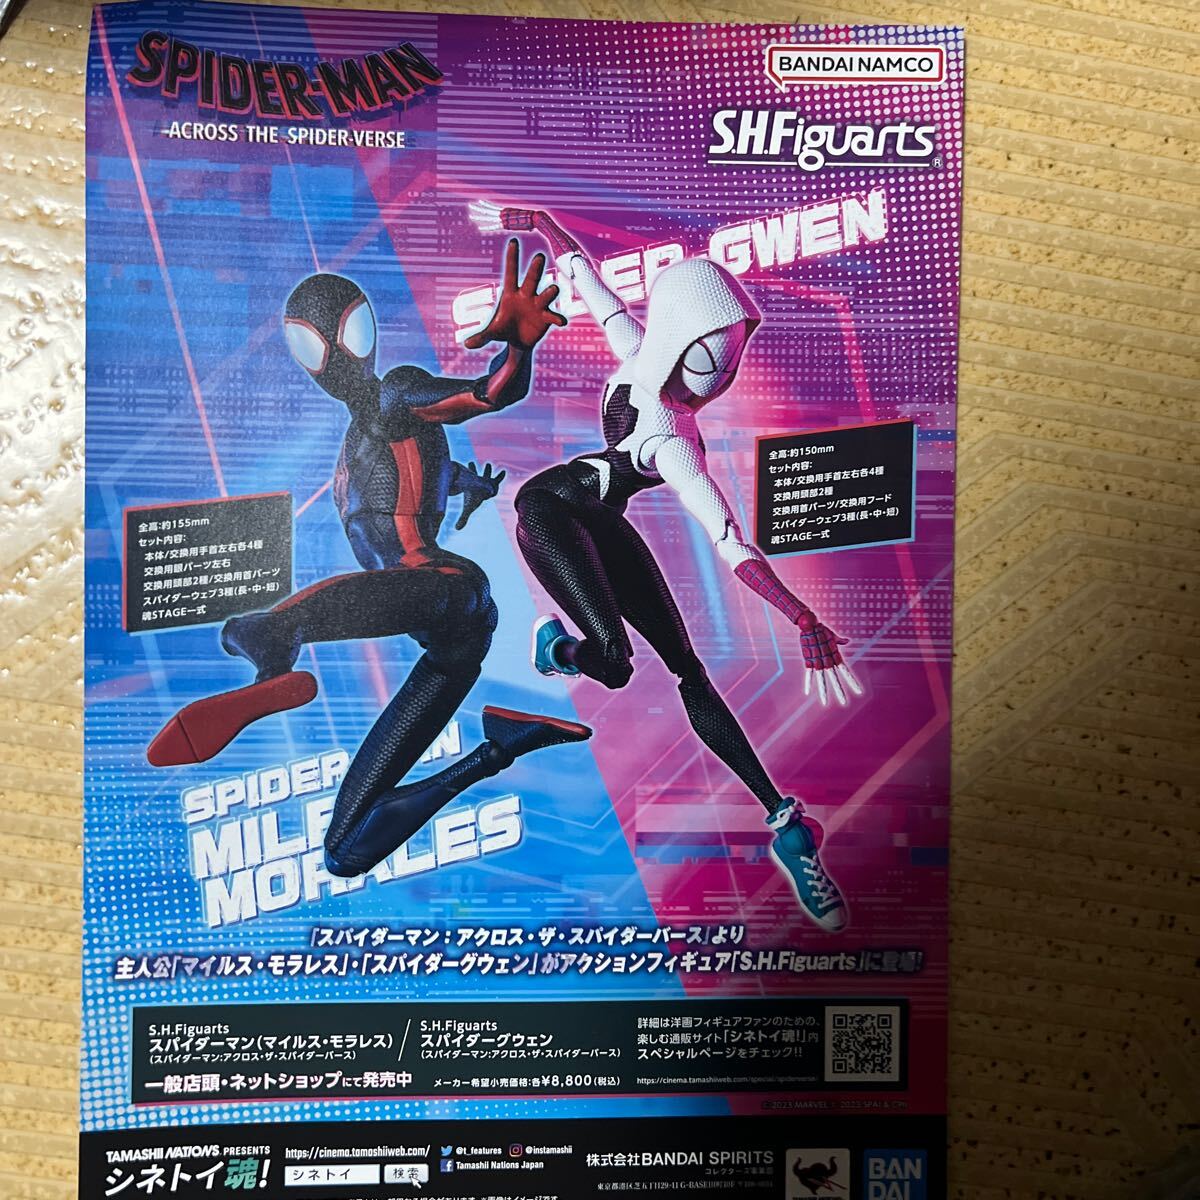 SPIDER-MAN
ACROSS THE SPIDER-VERSE
BANDAI NAMCO
S.H.Figuarts
SPIDER-GWEN
全高:約150mm
セット内容:
本体/交換用手首左右各4種
交換用頭部2種
交換用首パーツ/交換用フード
スパイダーウェブ3種(長・中・短)
魂STAGE一式
全高:約155mm
セット内容:
本体/交換用手首左右各4種
交換用眼パーツ左右
交換用頭部2種/交換用首パーツ
スパイダーウェブ3種(長・中・短)
魂STAGE一式
SPIDER-MAN
MILES
MORALES
『スパイダーマン:アクロス・ザ・スパイダーバース』より
主人公「マイルス・モラレス」・「スパイダーグウェン」がアクションフィギュア「S.H.Figuarts」に登場!
S.H.Figuarts
スパイダーマン(マイルス・モラレス)
(スパイダーマン:アクロス・ザ・スパイダーバース)
S.H.Figuarts
スパイダーグウェン
(スパイダーマン:アクロス・ザ・スパイダーバース)
一般店頭・ネットショップにて発売中
メーカー希望小売価格:各¥8,800(税込)
詳細は洋画フィギュアファンのための、
楽しむ通販サイト「シネトイ魂!」内
スペシャルページをチェック!!
https://cinema.tamashiiweb.com/special/spiderverse/
© 2023 MARVEL © 2023 SPAI & CPII
TAMASHII NATIONS PRESENTS
シネトイ魂!
https://cinema.tamashiiweb.com/
シネトイ 検索
@t_features @instamashii
Tamashii Nations Japan
株式会社BANDAI SPIRITS
コレクターズ事業部
TAMASHII NATIONS
BAN
DAI